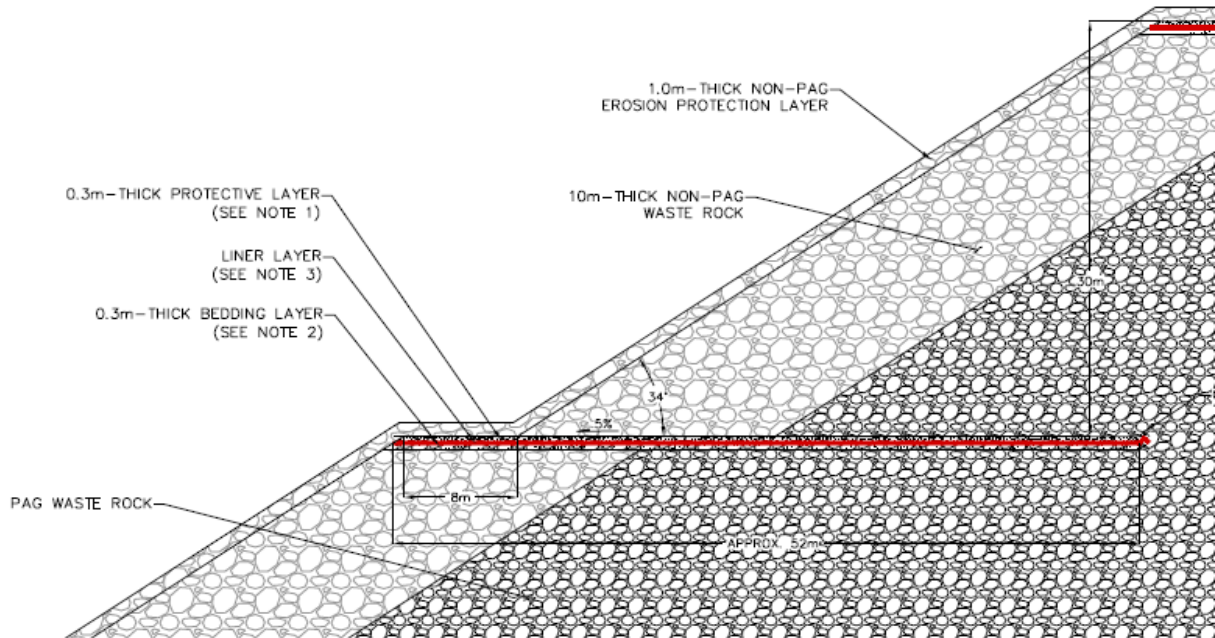 1.0m-THICK NON-PAG
EROSION PROTECTION LAYER
0.3m-THICK PROTECTIVE LAYER
(SEE NOTE 1)
10m-THICK NON-PAG
WASTE ROCK
LINER LAYER
(SEE NOTE 3)
30m
0.3m-THICK BEDDING LAYER
(SEE NOTE 2)
34°
5%
8m
PAG WASTE ROCK
APPROX. 52m